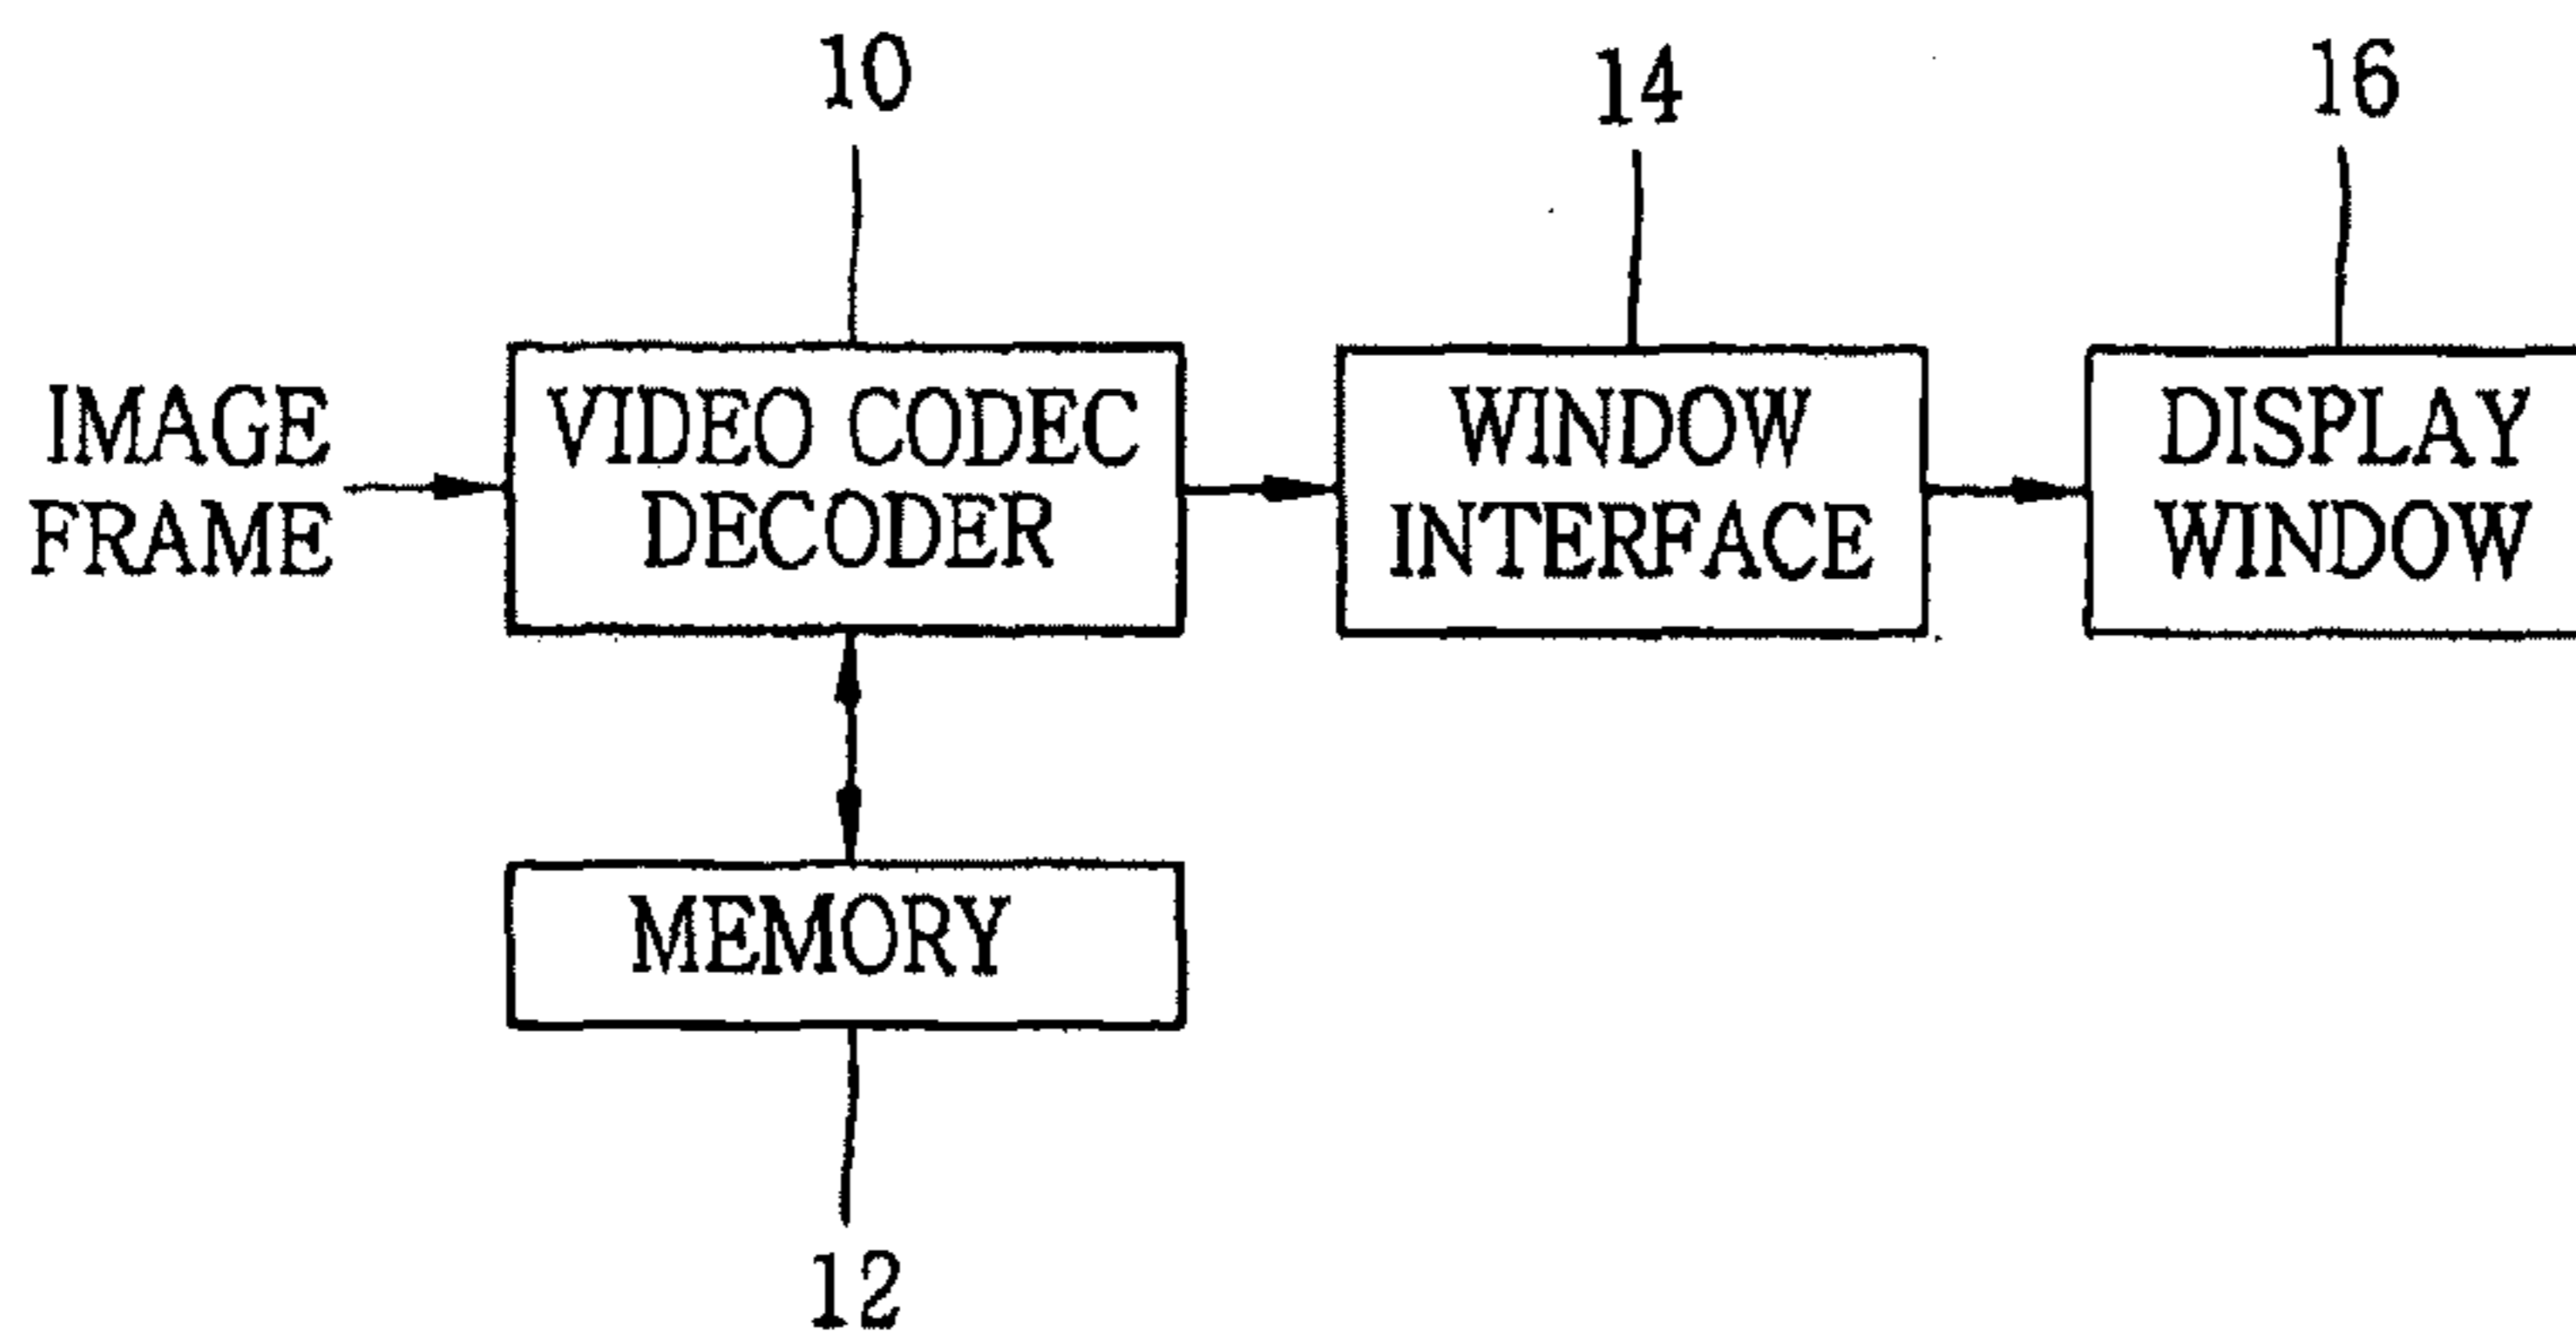 10
14
16
IMAGE
FRAME
VIDEO CODEC
DECODER
WINDOW
INTERFACE
DISPLAY
WINDOW
MEMORY
12